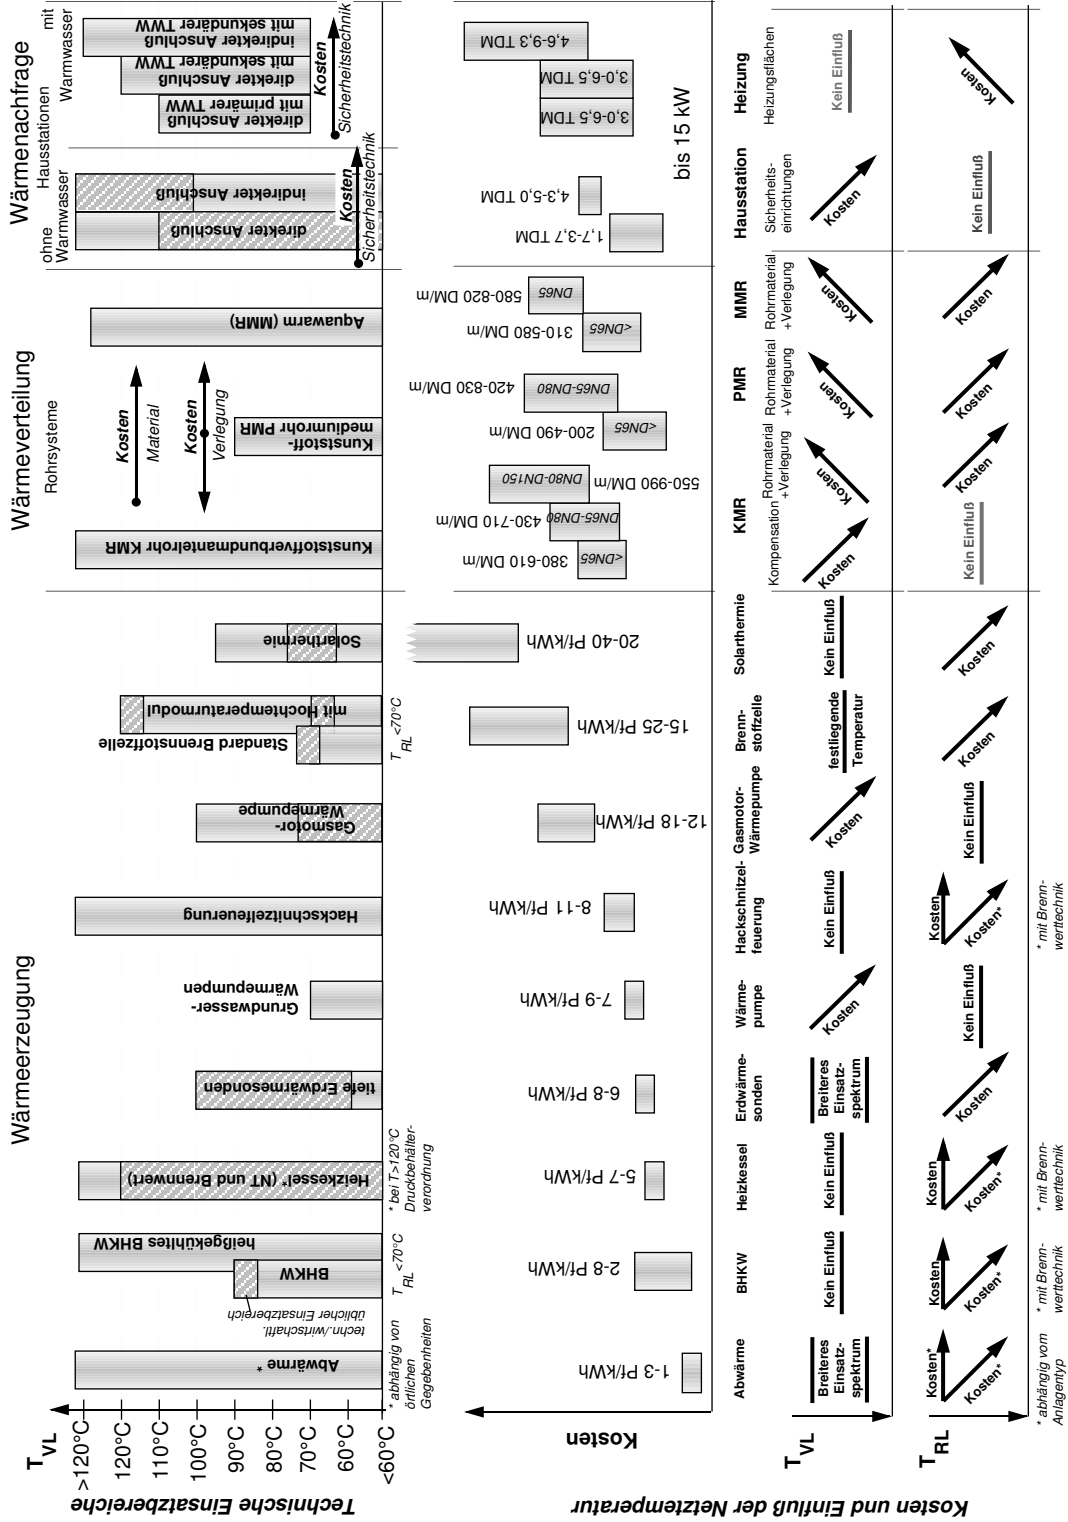 Wärmeerzeugung
Wärmeverteilung
Wärmenachfrage
Rohrsysteme
Hausstationen
ohne
Warmwasser
mit
Warmwasser
Technische Einsatzbereiche
T VL
>120°C
120°C
110°C
100°C
90°C
80°C
70°C
60°C
<60°C
Abwärme *
* abhängig von
örtlichen
Gegebenheiten
techn./wirtschaftl.
üblicher Einsatzbereich
BHKW
heißgekühltes BHKW
T RL <70°C
Heizkessel* (NT und Brennwert)
* bei T>120°C
Druckbehälter-
verordnung
tiefe Erdwärmesonden
Grundwasser-
Wärmepumpen
Hackschnitzelfeuerung
Gasmotor-
Wärmepumpe
Standard Brennstoffzelle
mit Hochtemperaturmodul
T RL <70°C
Solarthermie
Kunststoffverbundmantelrohr KMR
Kosten
Material
Kosten
Verlegung
Kunststoff-
mediumrohr PMR
Aquawarm (MMR)
direkter Anschluß
indirekter Anschluß
Kosten
Sicherheitstechnik
direkter Anschluß
mit primärer TWW
direkter Anschluß
mit sekundärer TWW
indirekter Anschluß
mit sekundärer TWW
Kosten
Sicherheitstechnik
Kosten und Einfluß der Netztemperatur
Kosten
1-3 Pf/kWh
2-8 Pf/kWh
5-7 Pf/kWh
6-8 Pf/kWh
7-9 Pf/kWh
8-11 Pf/kWh
12-18 Pf/kWh
15-25 Pf/kWh
20-40 Pf/kWh
380-610 DM/m
<DN65
430-710 DM/m
DN65-DN80
550-990 DM/m
DN80-DN150
200-490 DM/m
<DN65
420-830 DM/m
DN65-DN80
310-580 DM/m
<DN65
580-820 DM/m
DN65
1,7-3,7 TDM
4,3-5,0 TDM
3,0-6,5 TDM
3,0-6,5 TDM
4,6-9,3 TDM
bis 15 kW
Abwärme
BHKW
Heizkessel
Erdwärme-
sonden
Wärme-
pumpe
Hackschnitzel-
feuerung
Gasmotor-
Wärmepumpe
Brenn-
stoffzelle
Solarthermie
KMR
Kompensation
Rohrmaterial
+Verlegung
PMR
Rohrmaterial
+Verlegung
MMR
Rohrmaterial
+Verlegung
Hausstation
Sicherheits-
einrichtungen
Heizung
Heizungsflächen
T VL
Breiteres
Einsatz-
spektrum
Kein Einfluß
Kein Einfluß
Breiteres
Einsatz-
spektrum
Kosten
Kein Einfluß
Kosten
festliegende
Temperatur
Kein Einfluß
Kosten
Kosten
Kosten
Kosten
Kosten
Kein Einfluß
T RL
Kosten*
Kosten*
* abhängig vom
Anlagentyp
Kosten
Kosten*
* mit Brenn-
werttechnik
Kosten
Kosten*
* mit Brenn-
werttechnik
Kosten
Kein Einfluß
Kosten
Kosten*
* mit Brenn-
werttechnik
Kein Einfluß
Kosten
Kosten
Kein Einfluß
Kosten
Kosten
Kosten
Kein Einfluß
Kosten